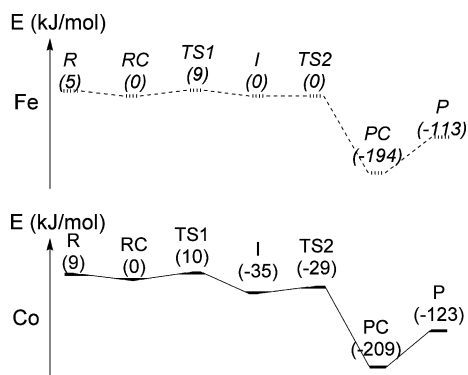 E (kJ/mol)
R RC TS1 I TS2
(5) (0) (9) (0) (0)
Fe
PC P
(-194) (-113)
E (kJ/mol)
R RC TS1 I TS2
(9) (0) (10) (-35) (-29)
Co
PC P
(-209) (-123)